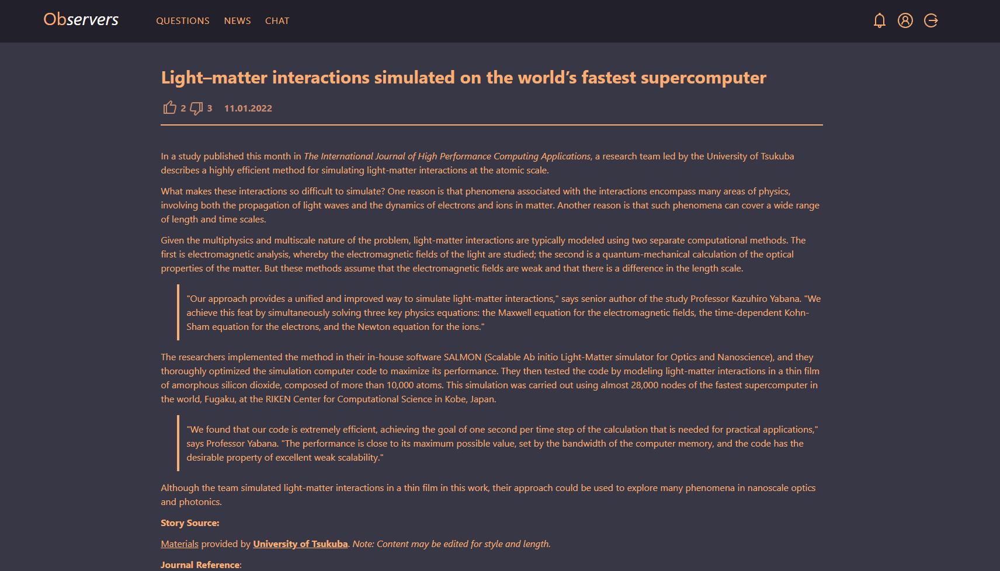 Observers
QUESTIONS NEWS CHAT
Light–matter interactions simulated on the world’s fastest supercomputer
2 3 11.01.2022
In a study published this month in The International Journal of High Performance Computing Applications, a research team led by the University of Tsukuba
describes a highly efficient method for simulating light-matter interactions at the atomic scale.
What makes these interactions so difficult to simulate? One reason is that phenomena associated with the interactions encompass many areas of physics,
involving both the propagation of light waves and the dynamics of electrons and ions in matter. Another reason is that such phenomena can cover a wide range
of length and time scales.
Given the multiphysics and multiscale nature of the problem, light-matter interactions are typically modeled using two separate computational methods. The
first is electromagnetic analysis, whereby the electromagnetic fields of the light are studied; the second is a quantum-mechanical calculation of the optical
properties of the matter. But these methods assume that the electromagnetic fields are weak and that there is a difference in the length scale.
"Our approach provides a unified and improved way to simulate light-matter interactions," says senior author of the study Professor Kazuhiro Yabana. "We
achieve this feat by simultaneously solving three key physics equations: the Maxwell equation for the electromagnetic fields, the time-dependent Kohn-
Sham equation for the electrons, and the Newton equation for the ions."
The researchers implemented the method in their in-house software SALMON (Scalable Ab initio Light-Matter simulator for Optics and Nanoscience), and they
thoroughly optimized the simulation computer code to maximize its performance. They then tested the code by modeling light-matter interactions in a thin film
of amorphous silicon dioxide, composed of more than 10,000 atoms. This simulation was carried out using almost 28,000 nodes of the fastest supercomputer in
the world, Fugaku, at the RIKEN Center for Computational Science in Kobe, Japan.
"We found that our code is extremely efficient, achieving the goal of one second per time step of the calculation that is needed for practical applications,"
says Professor Yabana. "The performance is close to its maximum possible value, set by the bandwidth of the computer memory, and the code has the
desirable property of excellent weak scalability."
Although the team simulated light-matter interactions in a thin film in this work, their approach could be used to explore many phenomena in nanoscale optics
and photonics.
Story Source:
Materials provided by University of Tsukuba. Note: Content may be edited for style and length.
Journal Reference: